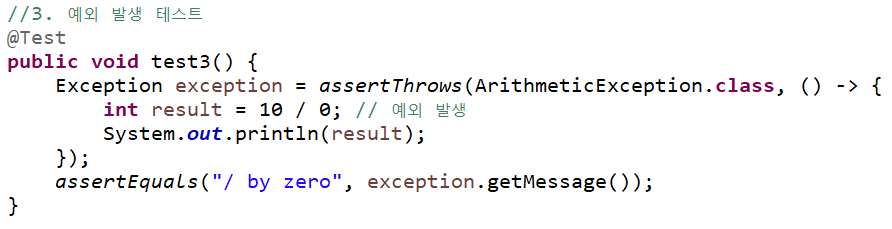 //3. 예외 발생 테스트
@Test
public void test3() {
    Exception exception = assertThrows(ArithmeticException.class, () -> {
        int result = 10 / 0; // 예외 발생
        System.out.println(result);
    });
    assertEquals("/ by zero", exception.getMessage());
}